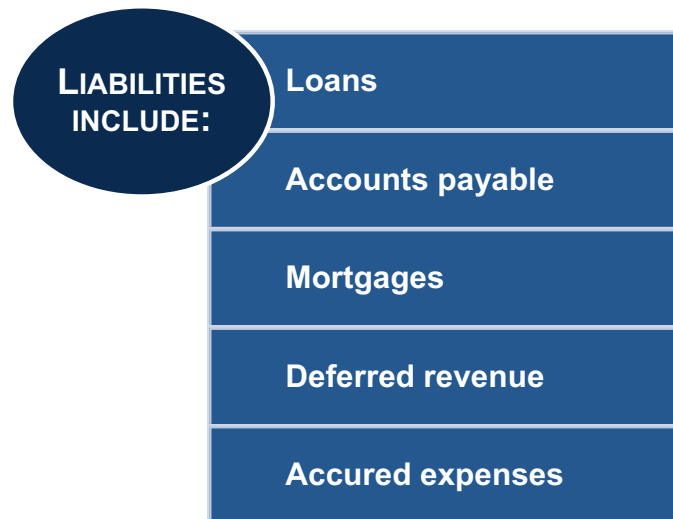 LIABILITIES
INCLUDE:
Loans
Accounts payable
Mortgages
Deferred revenue
Accured expenses